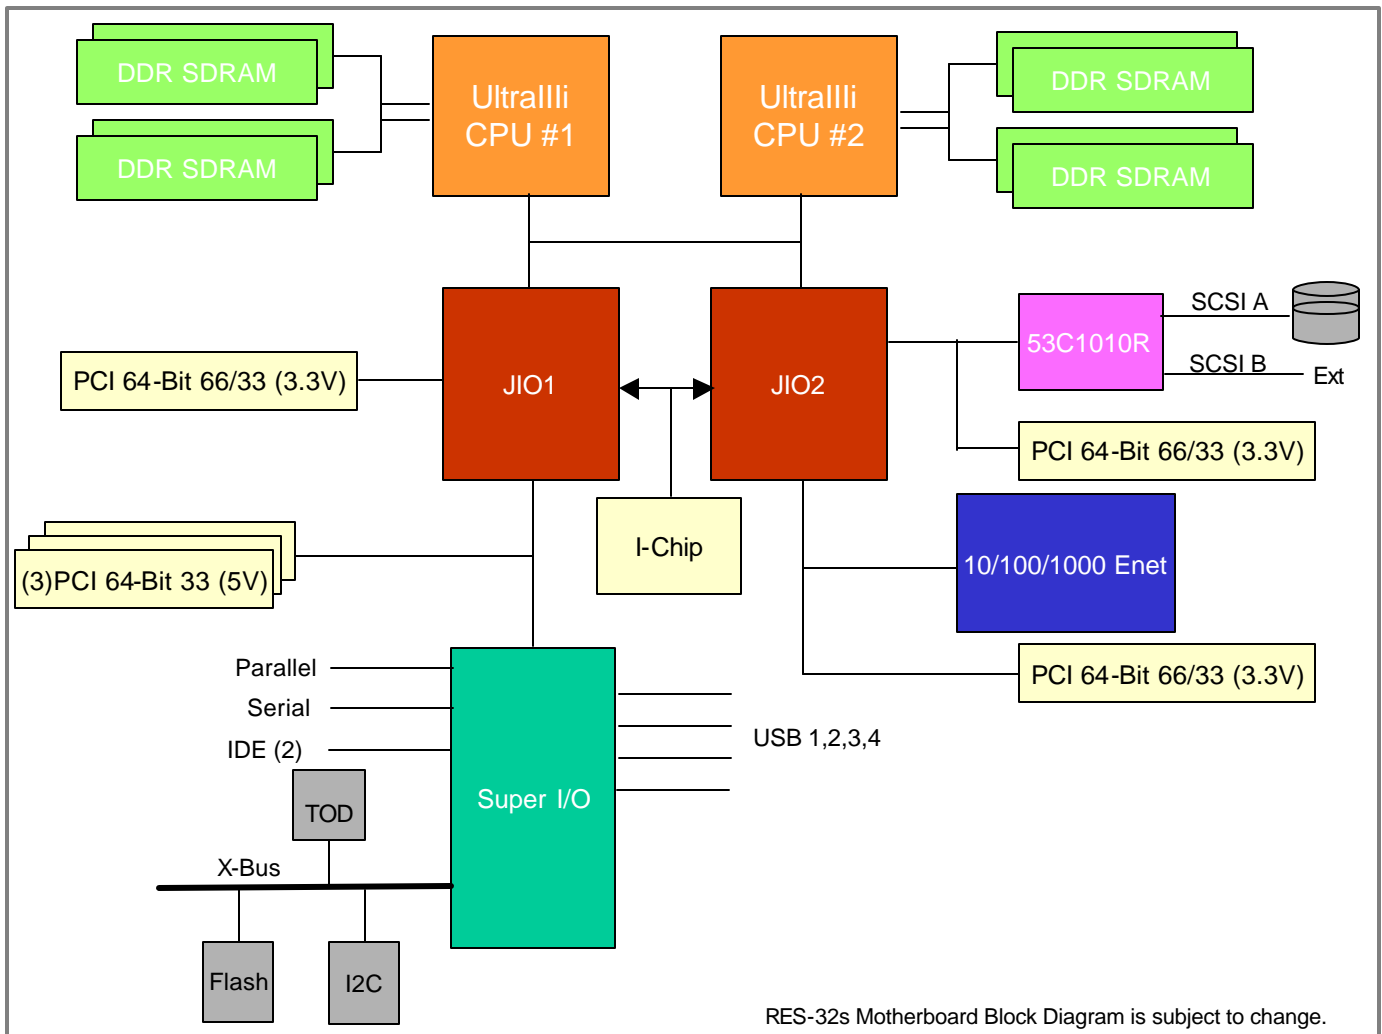 DDR SDRAM
UltraIIIi
CPU #1
UltraIIIi
CPU #2
DDR SDRAM
DDR SDRAM
DDR SDRAM
SCSI A
53C1010R
SCSI B
Ext
PCI 64-Bit 66/33 (3.3V)
JIO1
JIO2
PCI 64-Bit 66/33 (3.3V)
I-Chip
10/100/1000 Enet
(3)PCI 64-Bit 33 (5V)
Parallel
Serial
IDE (2)
USB 1,2,3,4
PCI 64-Bit 66/33 (3.3V)
Super I/O
TOD
X-Bus
Flash
I2C
RES-32s Motherboard Block Diagram is subject to change.